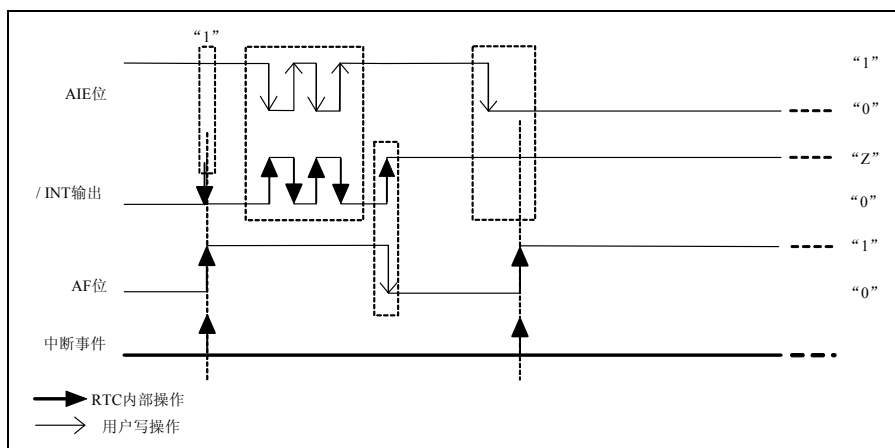 “1”
“1”
AIE位
“0”
“Z”
/ INT输出
“0”
“1”
AF位
“0”
中断事件
RTC内部操作
用户写操作